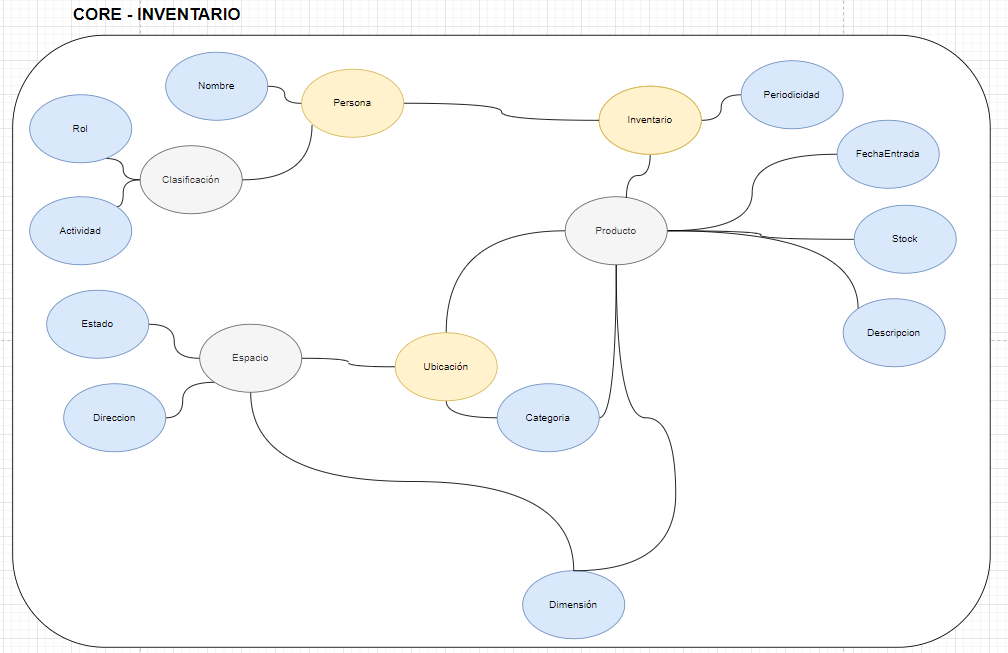 CORE - INVENTARIO
Nombre
Persona
Periodicidad
Inventario
Rol
FechaEntrada
Clasificación
Actividad
Producto
Stock
Estado
Descripcion
Espacio
Ubicación
Direccion
Categoria
Dimensión